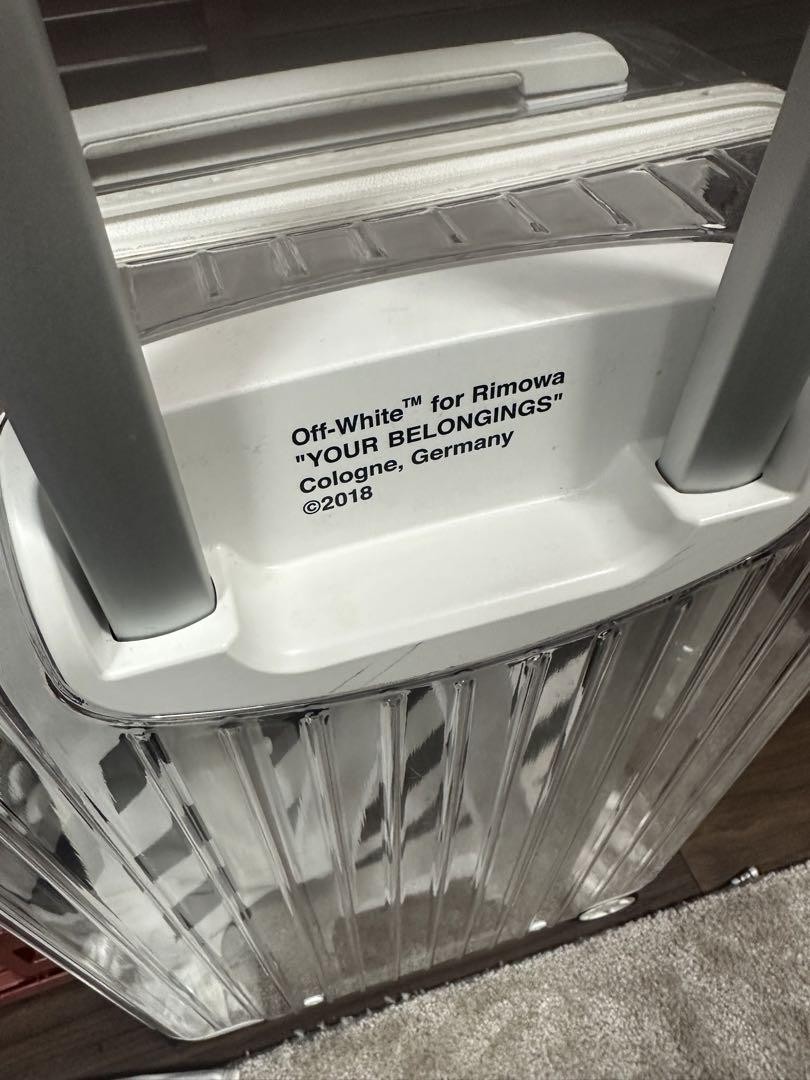 Off-White™ for Rimowa
"YOUR BELONGINGS"
Cologne, Germany
©2018